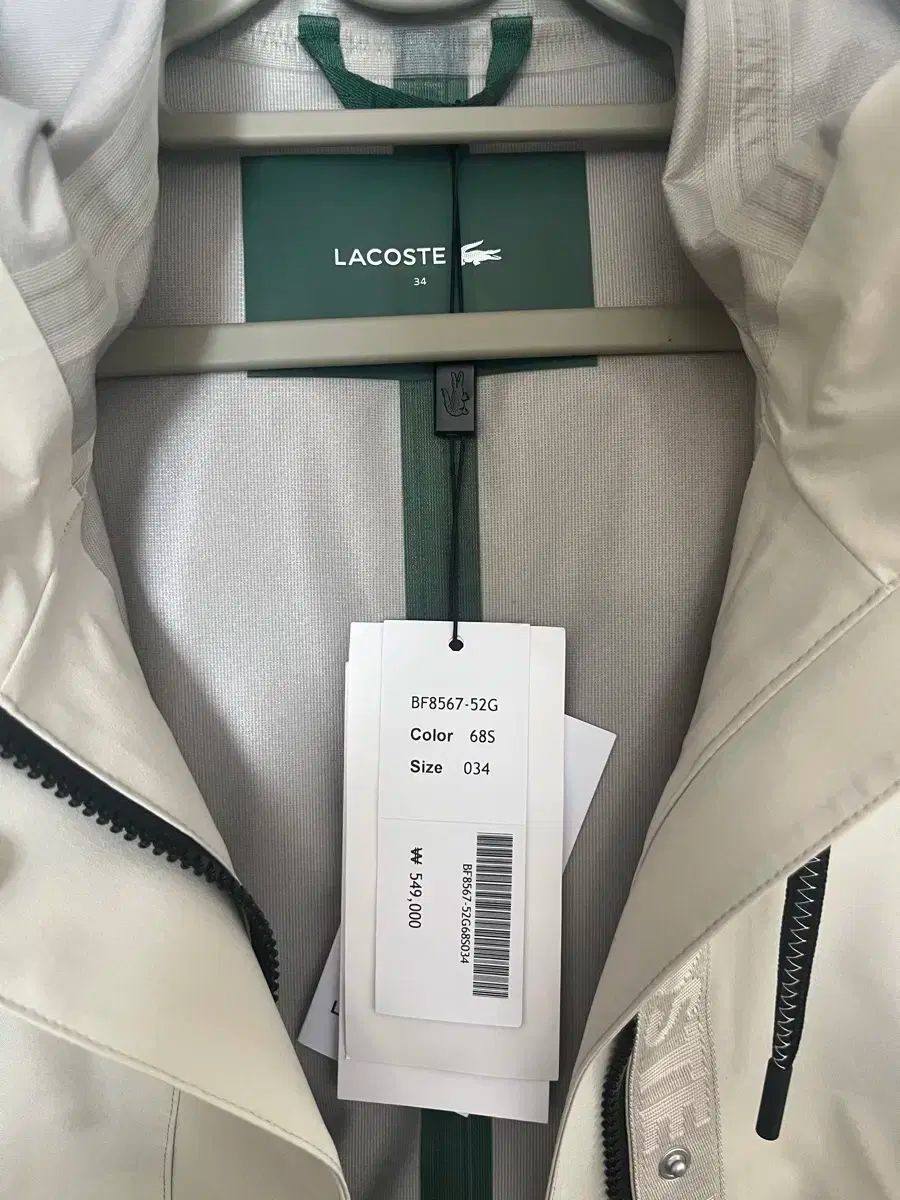 LACOSTE
34
BF8567-52G
Color 68S
Size 034
₩ 549,000
BF8567-52G68S034